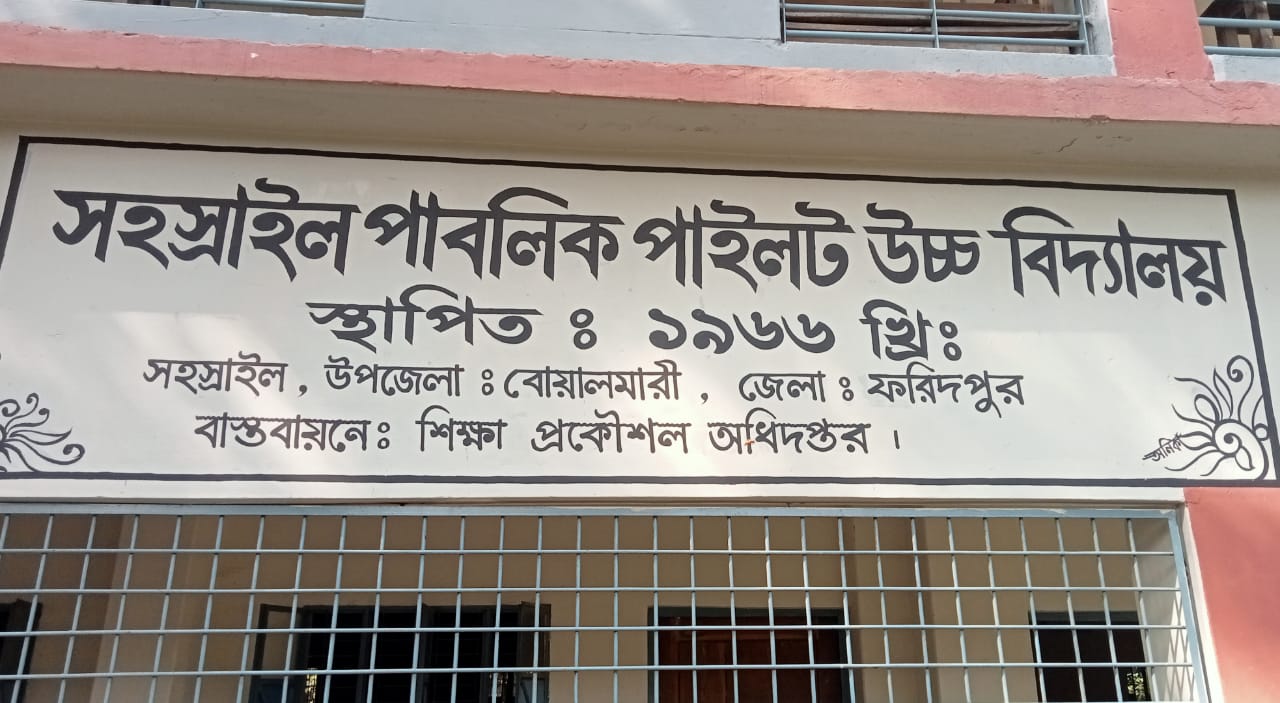 সহস্রাইল পাবলিক পাইলট উচ্চ বিদ্যালয়
স্থাপিত ঃ ১৯৬৬ খ্রিঃ
সহস্রাইল, উপজেলা ঃ বোয়ালমারী, জেলা ঃ ফরিদপুর
বাস্তবায়নেঃ শিক্ষা প্রকৌশল অধিদপ্তর ।